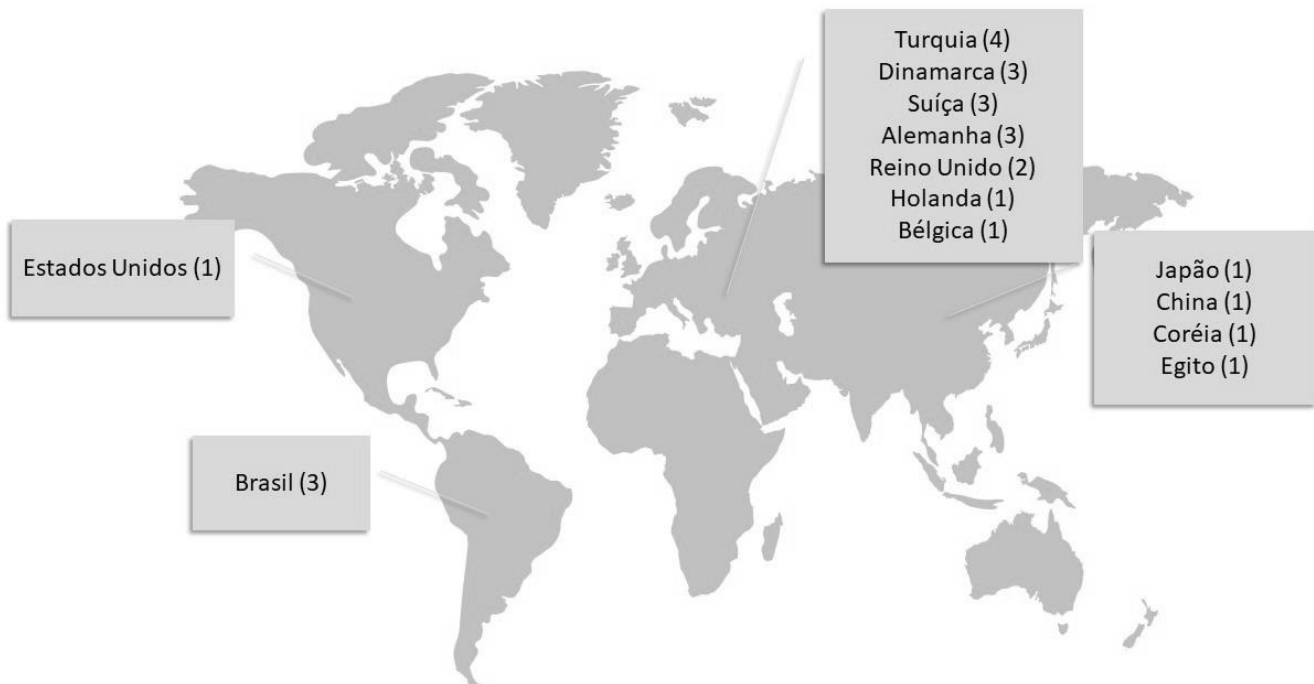 Turquia (4)
Dinamarca (3)
Suíça (3)
Alemanha (3)
Reino Unido (2)
Holanda (1)
Bélgica (1)
Estados Unidos (1)
Japão (1)
China (1)
Coréia (1)
Egito (1)
Brasil (3)